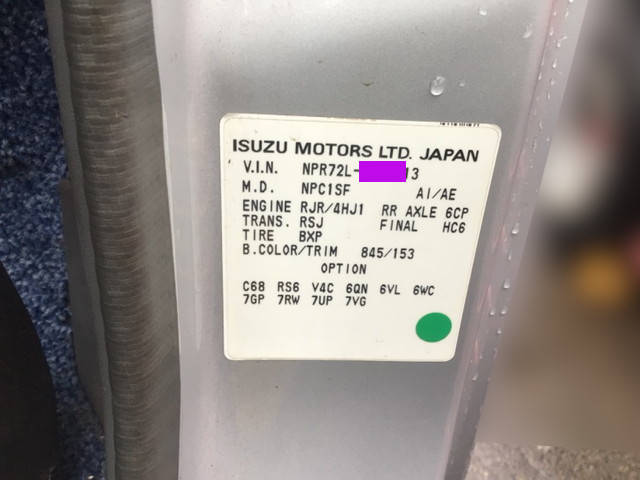 ISUZU MOTORS LTD. JAPAN
V.I.N. NPR72L- 13
M.D. NPC1SF A1/AE
ENGINE RJR/4HJ1 RR AXLE 6CP
TRANS. RSJ FINAL HC6
TIRE BXP
B.COLOR/TRIM 845/153
OPTION
C68 RS6 V4C 6QN 6VL 6WC
7GP 7RW 7UP 7VG